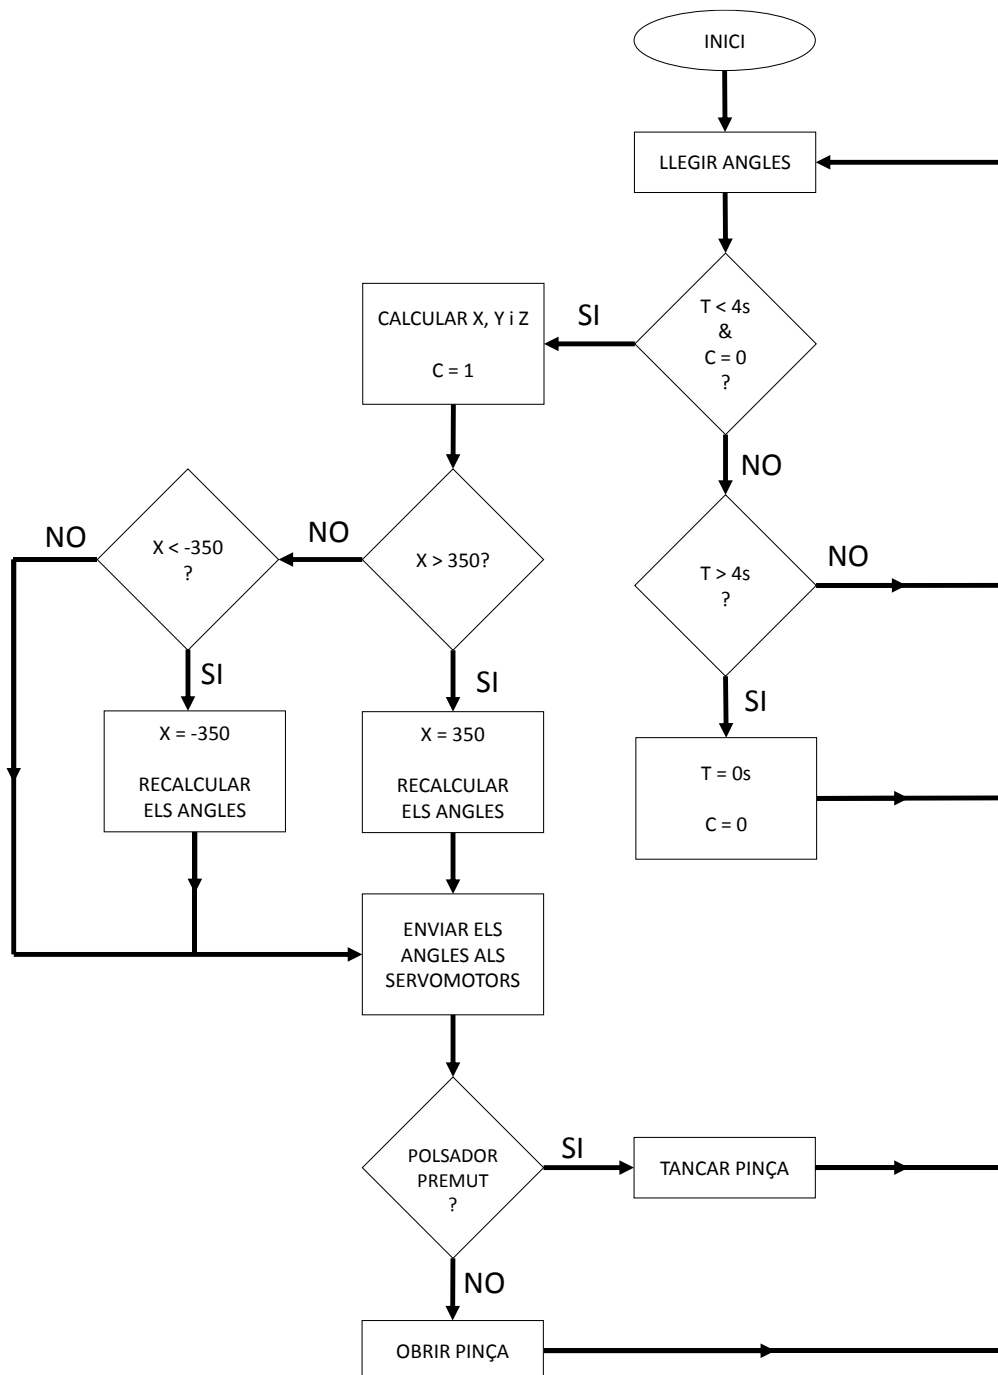 INICI
LLEGIR ANGLES
T < 4s
&
C = 0
?
SI
CALCULAR X, Y i Z
C = 1
NO
X > 350?
NO
X < -350
?
NO
T > 4s
?
NO
SI
SI
SI
X = -350
RECALCULAR
ELS ANGLES
X = 350
RECALCULAR
ELS ANGLES
T = 0s
C = 0
ENVIAR ELS
ANGLES ALS
SERVOMOTORS
POLSADOR
PREMUT
?
SI
TANCAR PINÇA
NO
OBRIR PINÇA